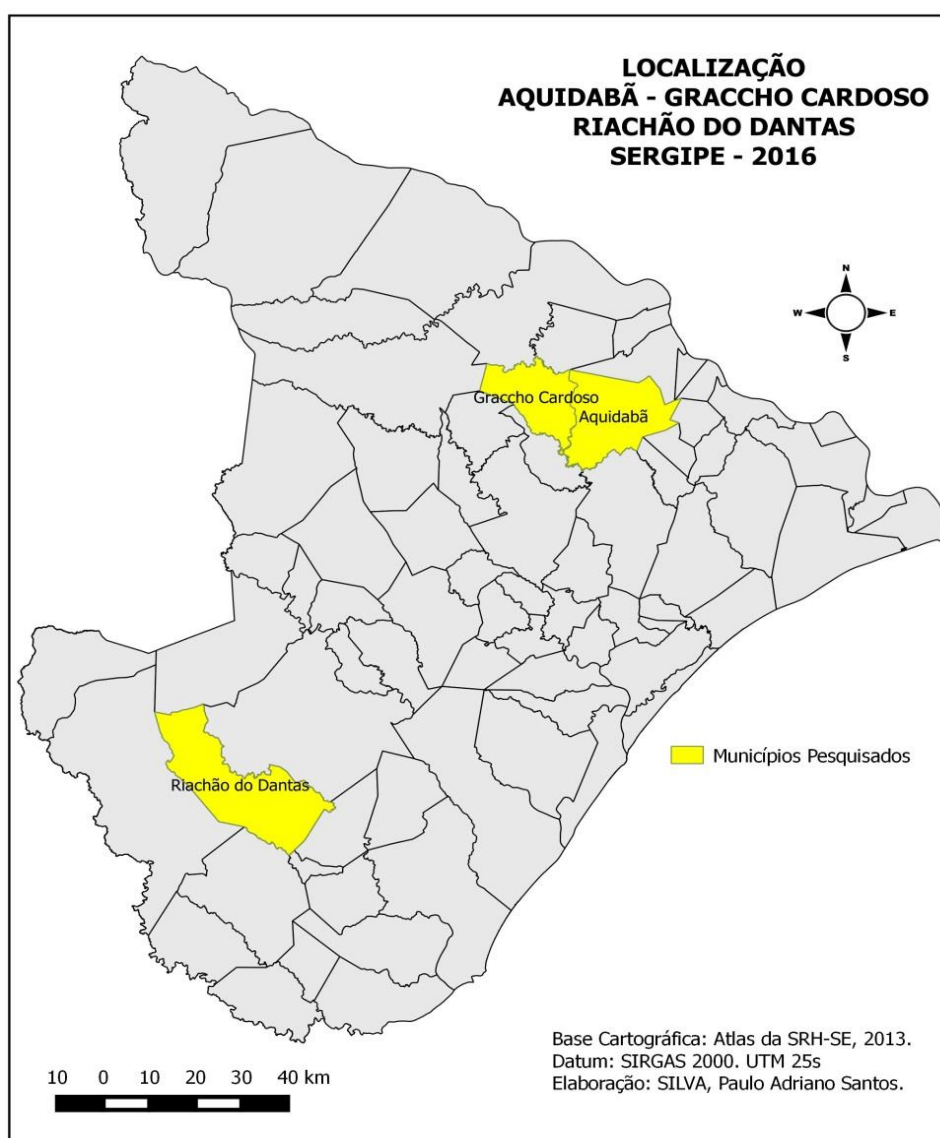 LOCALIZAÇÃO
AQUIDABÃ - GRACCHO CARDOSO
RIACHÃO DO DANTAS
SERGIPE - 2016
N
W E
S
Graccho Cardoso
Aquidabã
Municípios Pesquisados
Riachão do Dantas
Base Cartográfica: Atlas da SRH-SE, 2013.
Datum: SIRGAS 2000. UTM 25s
Elaboração: SILVA, Paulo Adriano Santos.
10 0 10 20 30 40 km